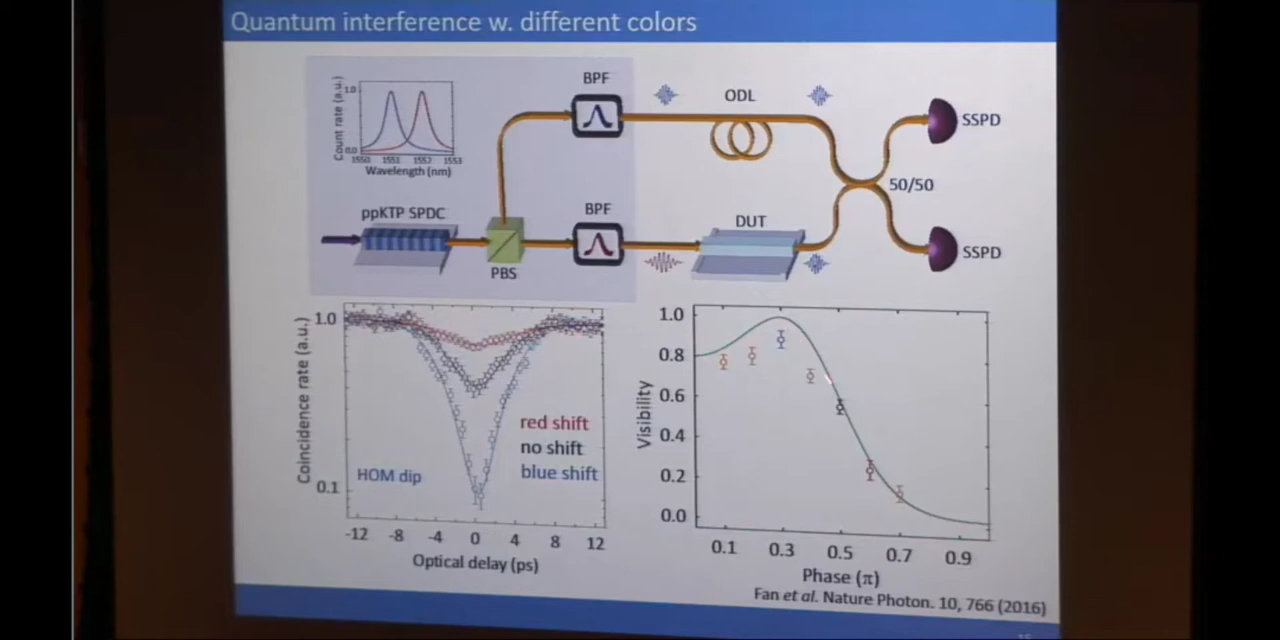 Quantum interference w. different colors
BPF
ODL
SSPD
Count rate (a.u.)
1.0
0.0
1550 1551 1552 1553
Wavelength (nm)
50/50
ppKTP SPDC
BPF
DUT
SSPD
PBS
Coincidence rate (a.u.)
1.0
0.1
red shift
no shift
blue shift
HOM dip
-12 -8 -4 0 4 8 12
Optical delay (ps)
Visibility
1.0
0.8
0.6
0.4
0.2
0.0
0.1 0.3 0.5 0.7 0.9
Phase (π)
Fan et al. Nature Photon. 10, 766 (2016)